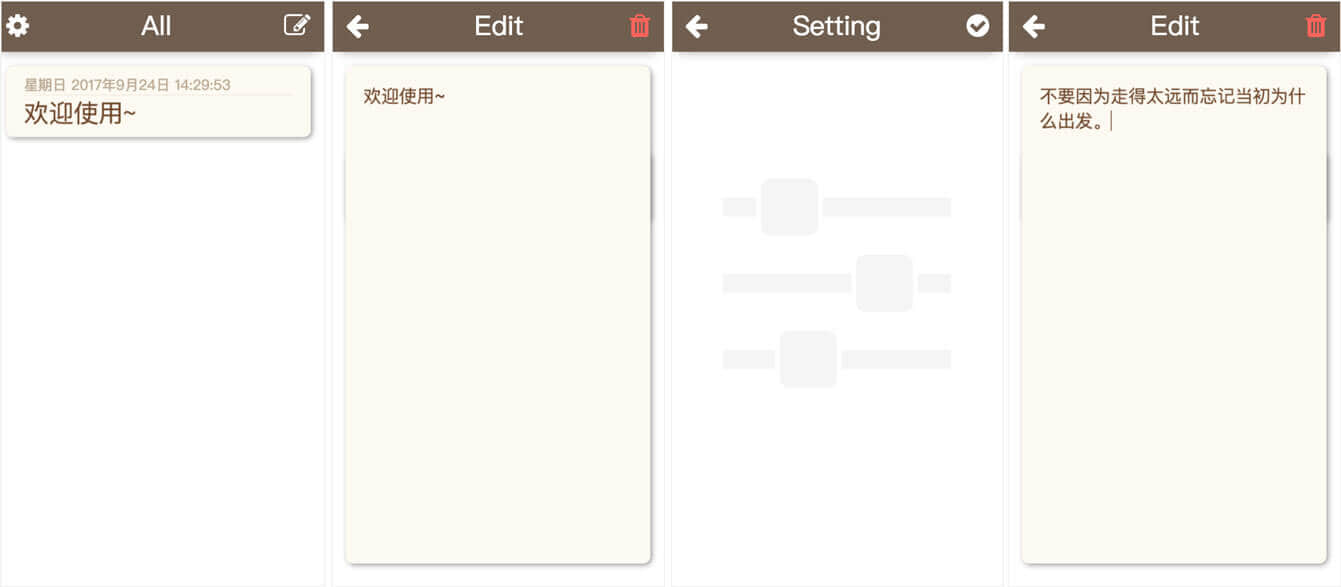 All
星期日 2017年9月24日 14:29:53
欢迎使用~
Edit
欢迎使用~
Setting
Edit
不要因为走得太远而忘记当初为什
么出发。